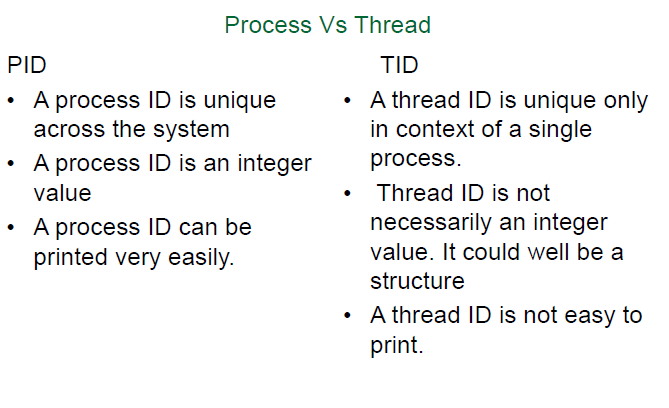 Process Vs Thread
PID
• A process ID is unique
across the system
• A process ID is an integer
value
• A process ID can be
printed very easily.
TID
• A thread ID is unique only
in context of a single
process.
• Thread ID is not
necessarily an integer
value. It could well be a
structure
• A thread ID is not easy to
print.